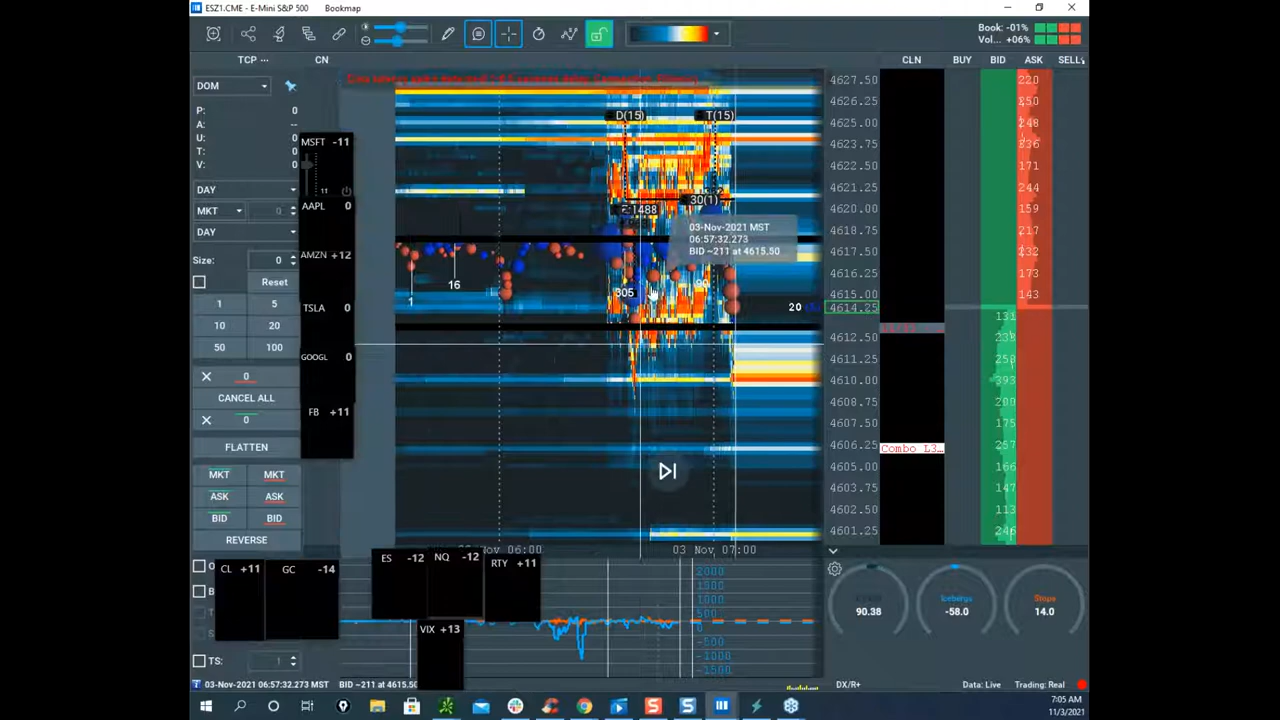 ESZ1.CME - E-Mini S&P 500
Bookmap
Book: -01%
Vol... +06%
TCP ...
CN
CLN
BUY
BID
ASK
SELL
DOM
P: 0
A: --
U: 0
T: 0
V: 0
DAY
MKT 0
DAY
Size: 0
Reset
1 5
10 20
50 100
0
CANCEL ALL
0
FLATTEN
MKT MKT
ASK ASK
BID BID
REVERSE
TS: 1
MSFT -11
11
AAPL 0
AMZN +12
TSLA 0
GOOGL 0
FB +11
CL +11
GC -14
ES -12
NQ -12
RTY +11
VIX +13
D(15)
T(15)
30(1)
03-Nov-2021 MST
06:57:32.273
BID ~211 at 4615.50
1
16
305
90
20
Nov 06:00
03 Nov 07:00
4627.50 220
4626.25 250
4625.00 248
4623.75 336
4622.50 171
4621.25 244
4620.00 159
4618.75
4617.50 232
4616.25 173
4615.00 143
4614.25
4612.50
4611.25
4610.00 393
4608.75
4607.50 175
4606.25 257
Combo L3...
4605.00 166
4603.75 147
4602.50 113
4601.25 246
2000
1500
1000
500
0
-500
-1000
-1500
90.38
Icebergs
-58.0
Stops
14.0
03-Nov-2021 06:57:32.273 MST
BID ~211 at 4615.50
DX/R+
Data: Live
Trading: Real
7:05 AM
11/3/2021